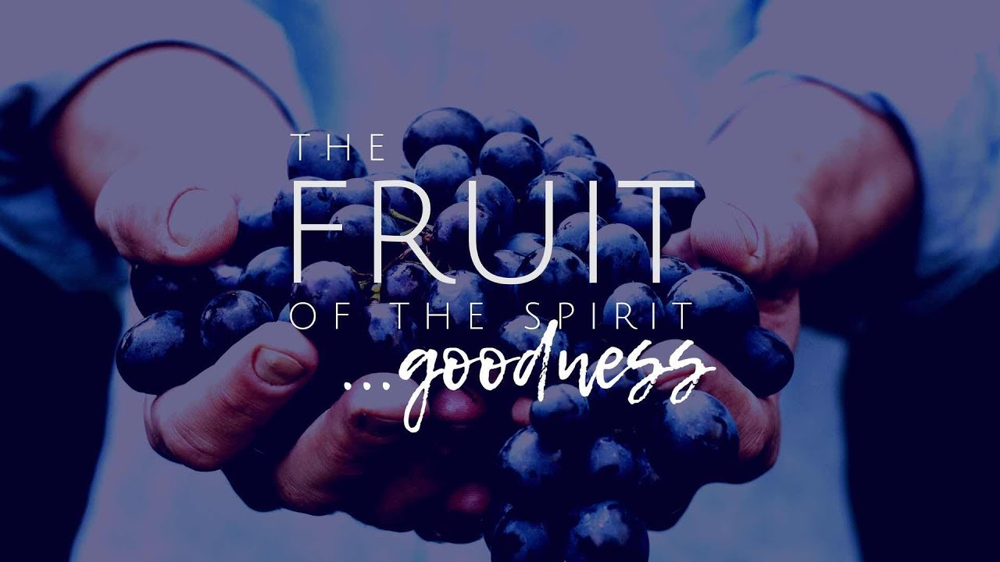 THE
FRUIT
OF THE SPIRIT
...goodness